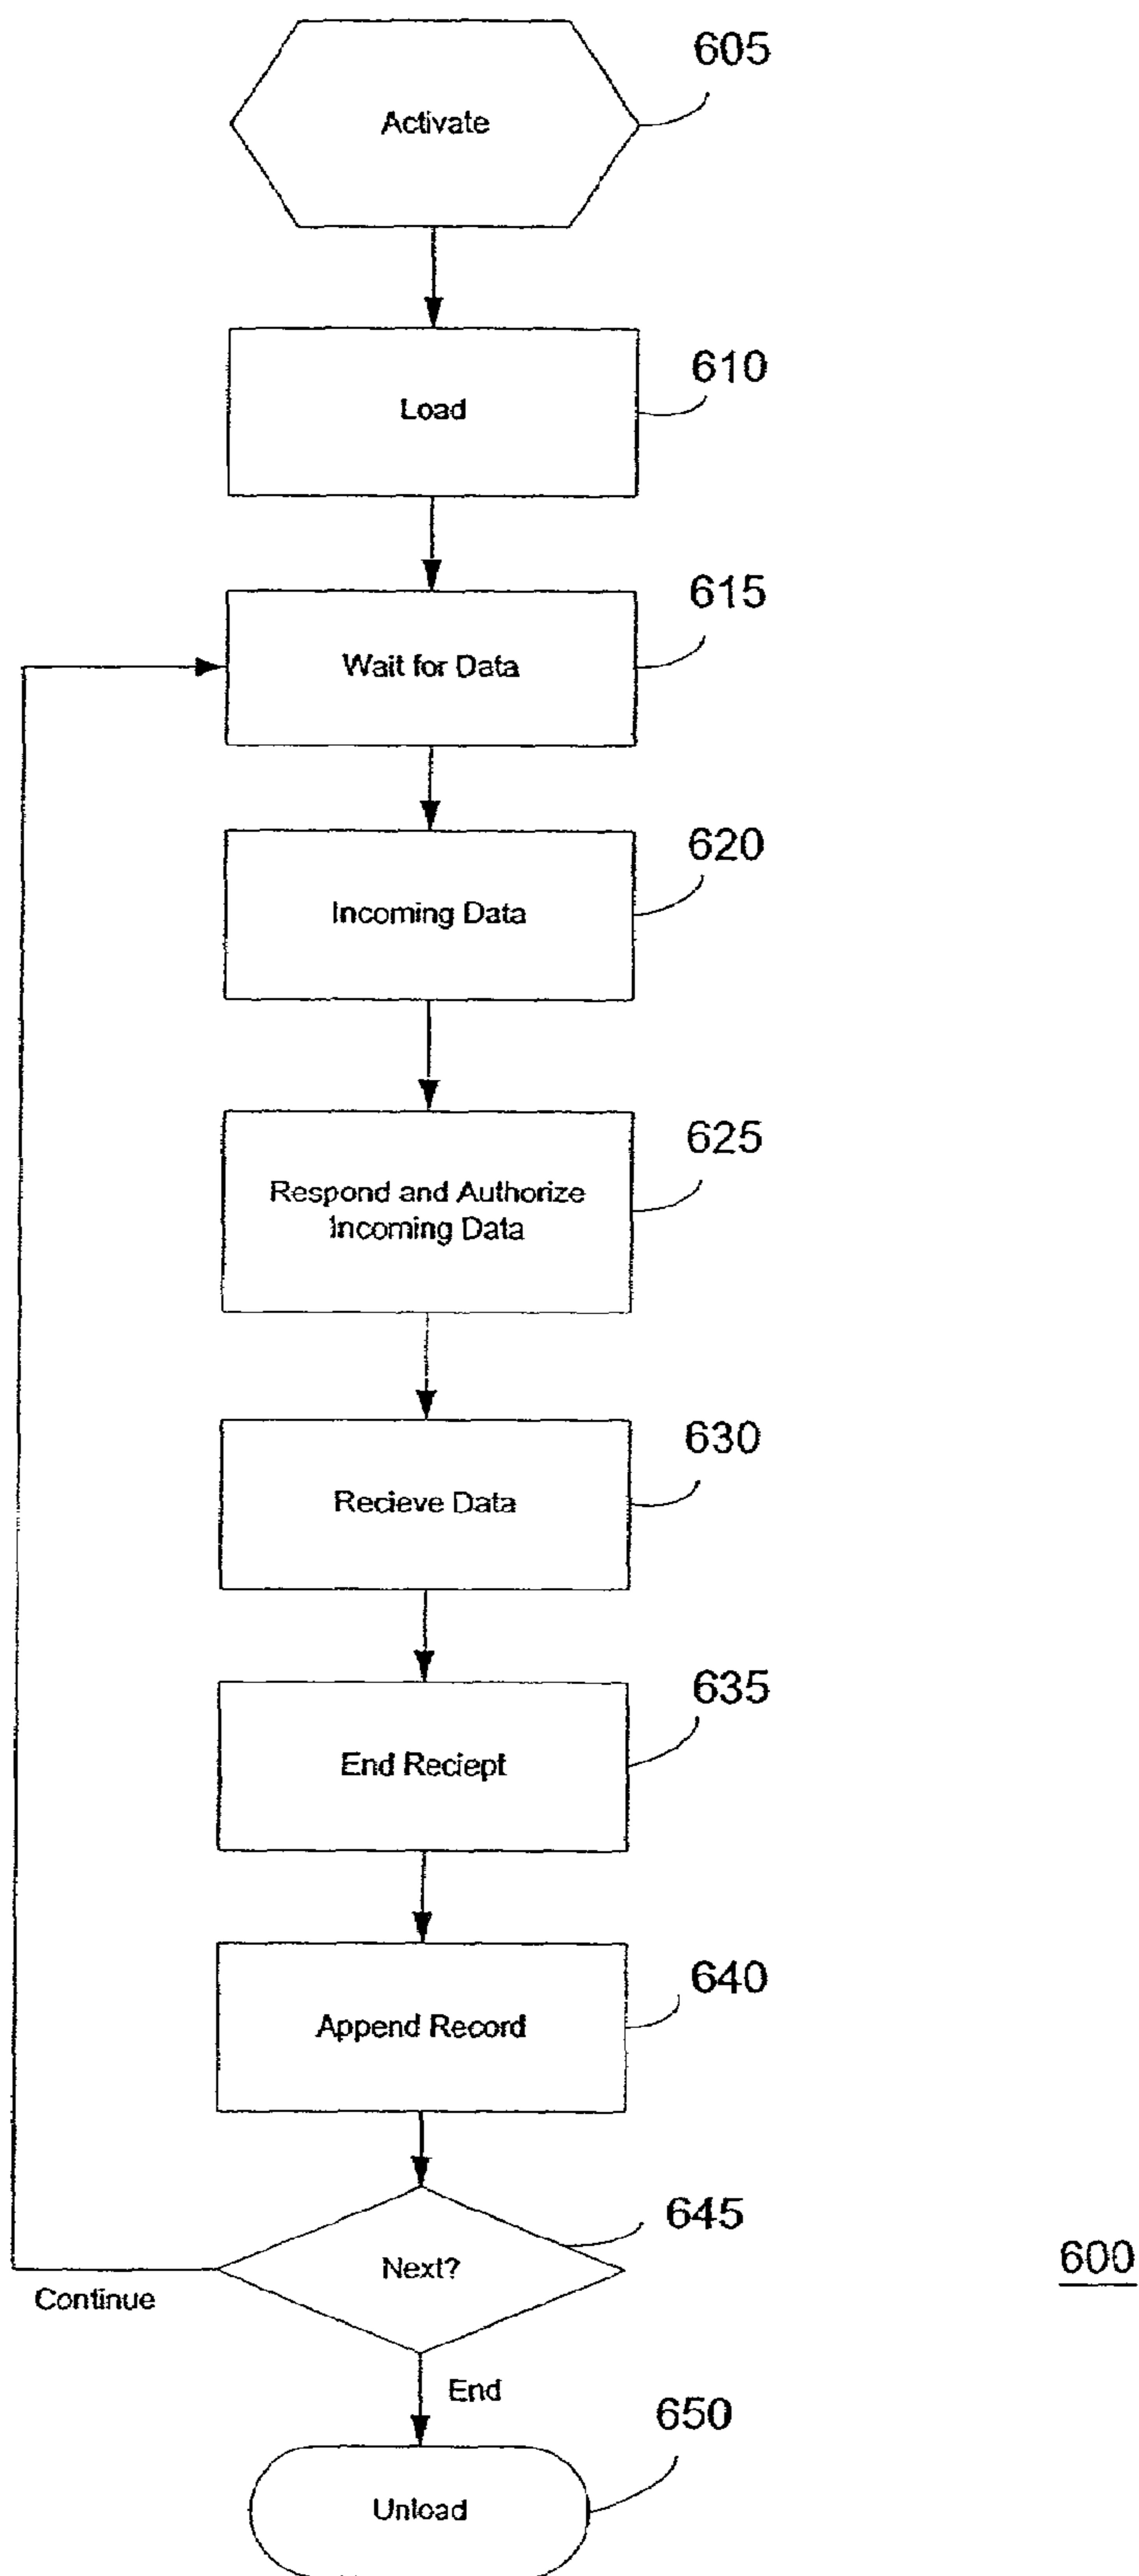 605
Activate
610
Load
615
Wait for Data
620
Incoming Data
625
Respond and Authorize
Incoming Data
630
Recieve Data
635
End Reciept
640
Append Record
645
Next?
600
Continue
End
650
Unload